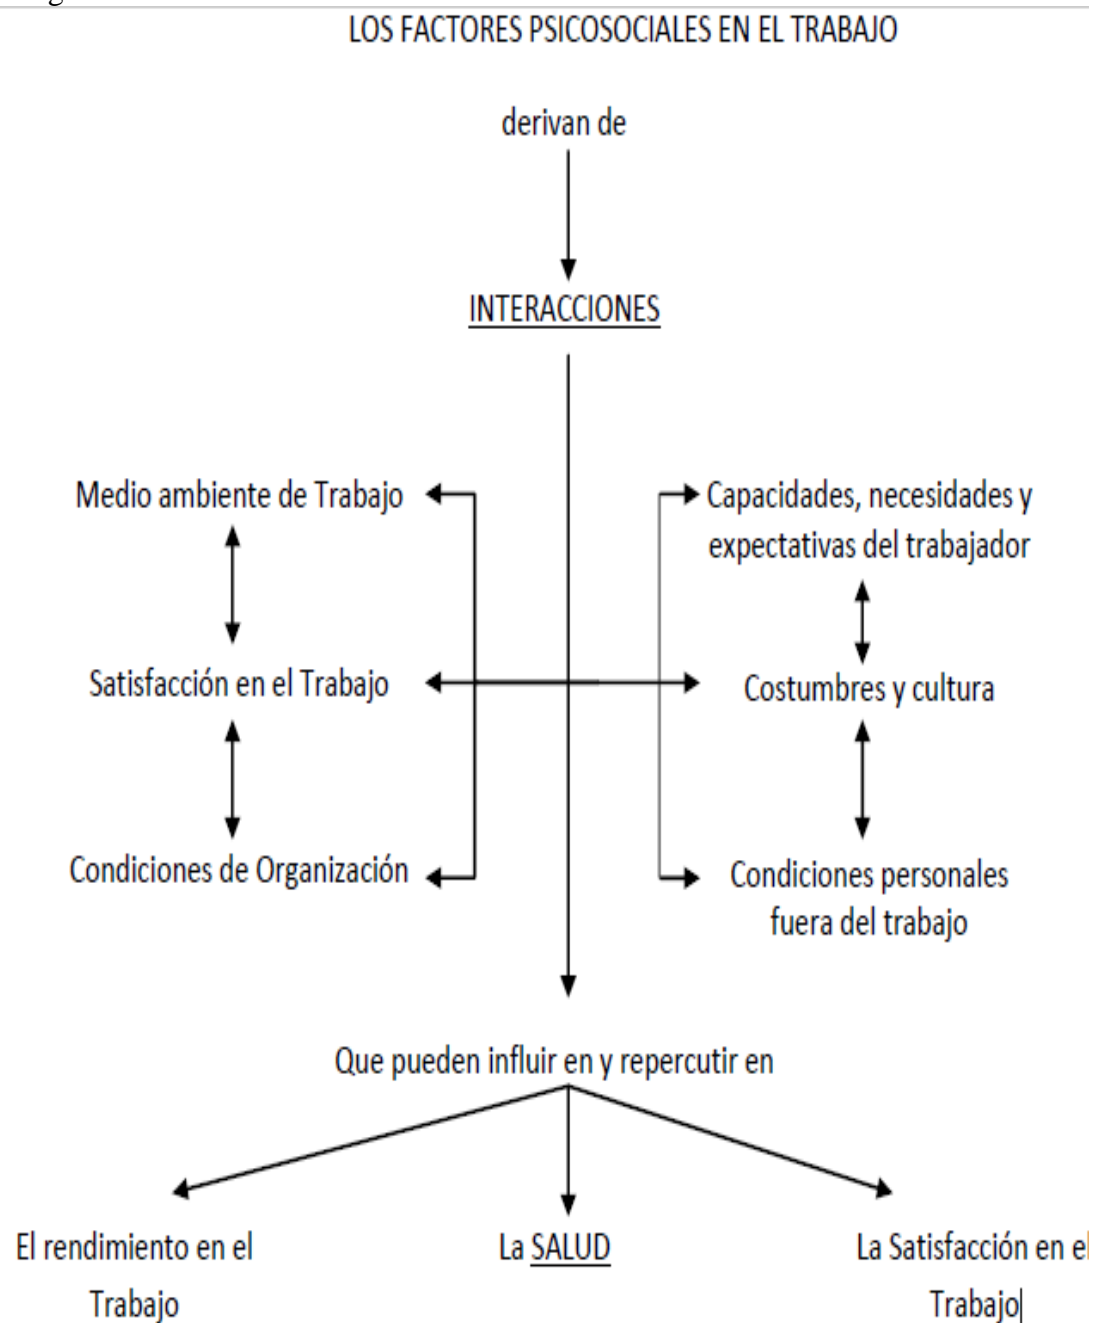 LOS FACTORES PSICOSOCIALES EN EL TRABAJO
derivan de
INTERACCIONES
Medio ambiente de Trabajo
Capacidades, necesidades y
expectativas del trabajador
Satisfacción en el Trabajo
Costumbres y cultura
Condiciones de Organización
Condiciones personales
fuera del trabajo
Que pueden influir en y repercutir en
El rendimiento en el
Trabajo
La SALUD
La Satisfacción en el
Trabajo